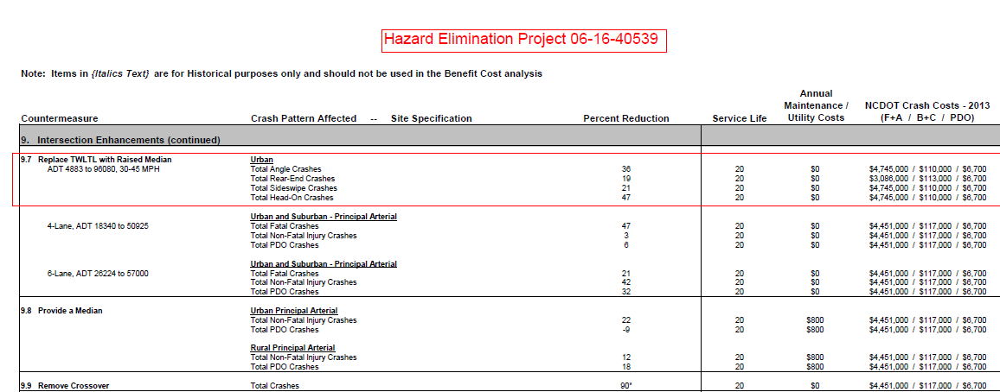 Hazard Elimination Project 06-16-40539
Note: Items in {Italics Text} are for Historical purposes only and should not be used in the Benefit Cost analysis
Annual
Maintenance / NCDOT Crash Costs - 2013
Countermeasure Crash Pattern Affected -- Site Specification Percent Reduction Service Life Utility Costs (F+A / B+C / PDO)
9. Intersection Enhancements (continued)
9.7 Replace TWLTL with Raised Median Urban
ADT 4883 to 96080, 30-45 MPH Total Angle Crashes 36 20 $0 $4,745,000 / $110,000 / $6,700
Total Rear-End Crashes 19 20 $0 $3,086,000 / $113,000 / $6,700
Total Sideswipe Crashes 21 20 $0 $4,745,000 / $110,000 / $6,700
Total Head-On Crashes 47 20 $0 $4,745,000 / $110,000 / $6,700
Urban and Suburban - Principal Arterial
4-Lane, ADT 18340 to 50925 Total Fatal Crashes 47 20 $0 $4,451,000 / $117,000 / $6,700
Total Non-Fatal Injury Crashes 3 20 $0 $4,451,000 / $117,000 / $6,700
Total PDO Crashes 6 20 $0 $4,451,000 / $117,000 / $6,700
Urban and Suburban - Principal Arterial
6-Lane, ADT 26224 to 57000 Total Fatal Crashes 21 20 $0 $4,451,000 / $117,000 / $6,700
Total Non-Fatal Injury Crashes 42 20 $0 $4,451,000 / $117,000 / $6,700
Total PDO Crashes 32 20 $0 $4,451,000 / $117,000 / $6,700
9.8 Provide a Median Urban Principal Arterial
Total Non-Fatal Injury Crashes 22 20 $800 $4,451,000 / $117,000 / $6,700
Total PDO Crashes -9 20 $800 $4,451,000 / $117,000 / $6,700
Rural Principal Arterial
Total Non-Fatal Injury Crashes 12 20 $800 $4,451,000 / $117,000 / $6,700
Total PDO Crashes 18 20 $800 $4,451,000 / $117,000 / $6,700
9.9 Remove Crossover Total Crashes 90* 20 $0 $4,451,000 / $117,000 / $6,700